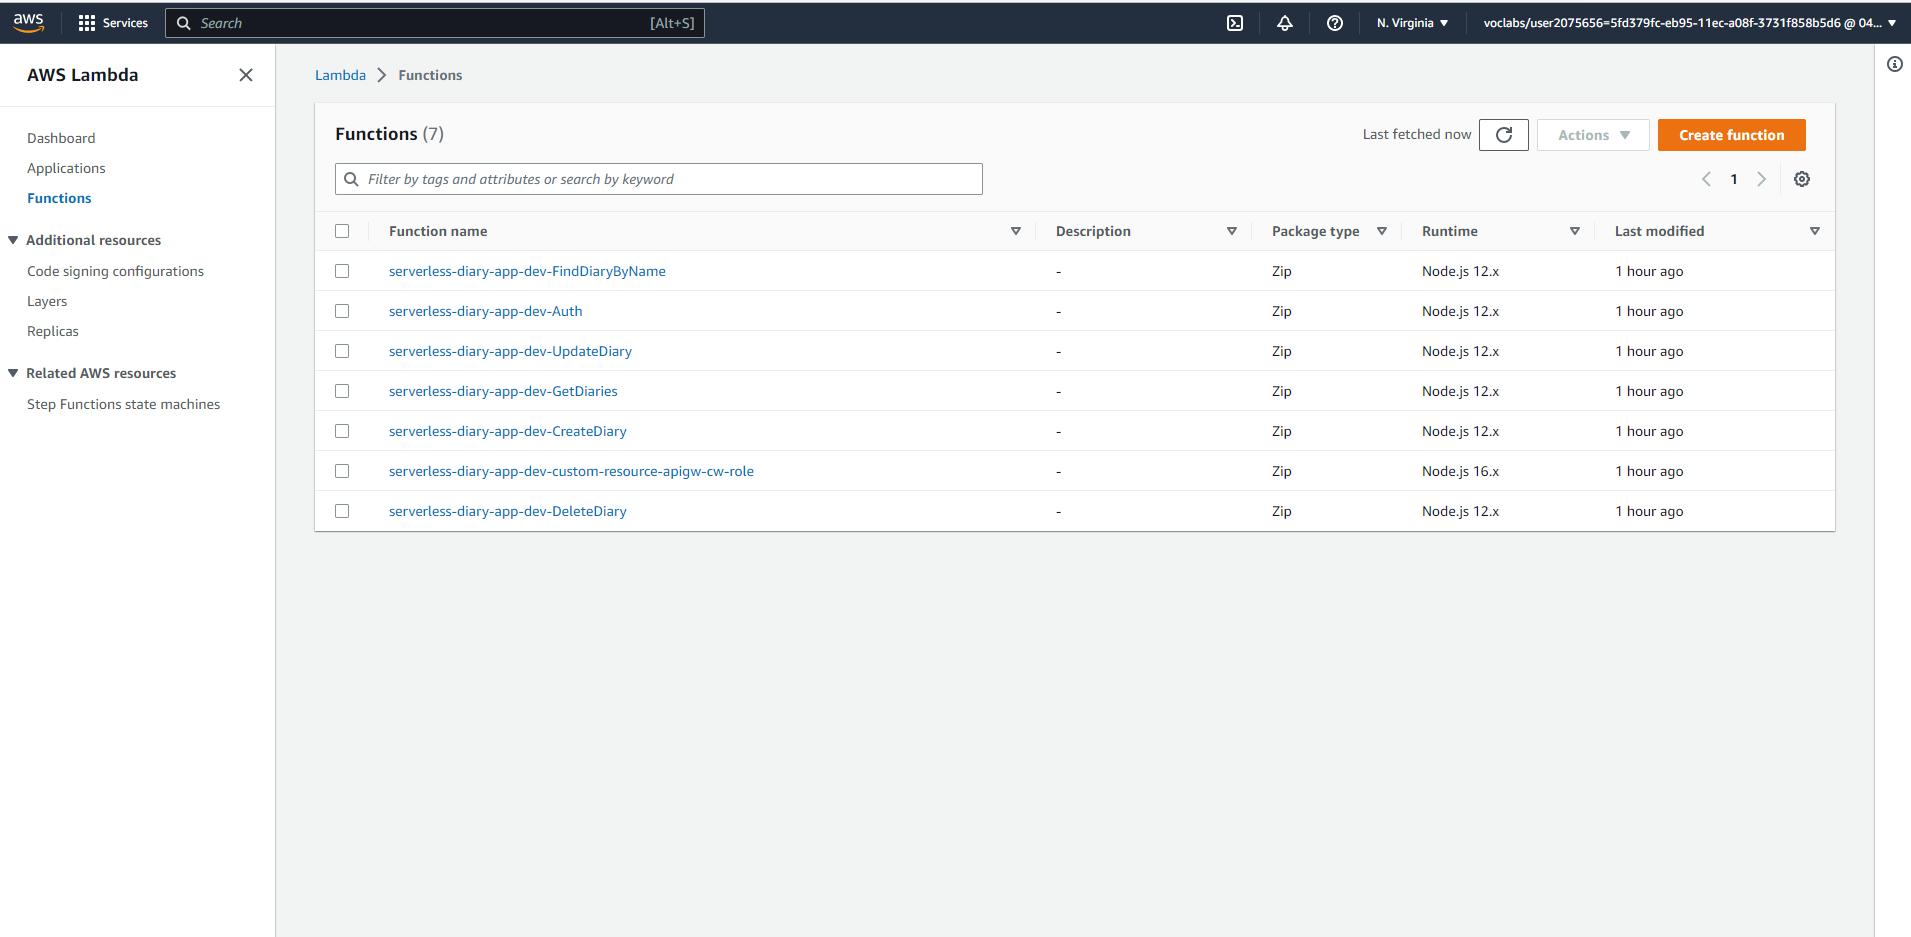 aws Services Search [Alt+S] N. Virginia voclabs/user2075656=5fd379fc-eb95-11ec-a08f-3731f858b5d6 @ 04...
AWS Lambda
Dashboard
Applications
Functions
Additional resources
Code signing configurations
Layers
Replicas
Related AWS resources
Step Functions state machines
Lambda Functions
Functions (7) Last fetched now Actions Create function
Filter by tags and attributes or search by keyword 1
Function name Description Package type Runtime Last modified
serverless-diary-app-dev-FindDiaryByName - Zip Node.js 12.x 1 hour ago
serverless-diary-app-dev-Auth - Zip Node.js 12.x 1 hour ago
serverless-diary-app-dev-UpdateDiary - Zip Node.js 12.x 1 hour ago
serverless-diary-app-dev-GetDiaries - Zip Node.js 12.x 1 hour ago
serverless-diary-app-dev-CreateDiary - Zip Node.js 12.x 1 hour ago
serverless-diary-app-dev-custom-resource-apigw-cw-role - Zip Node.js 16.x 1 hour ago
serverless-diary-app-dev-DeleteDiary - Zip Node.js 12.x 1 hour ago